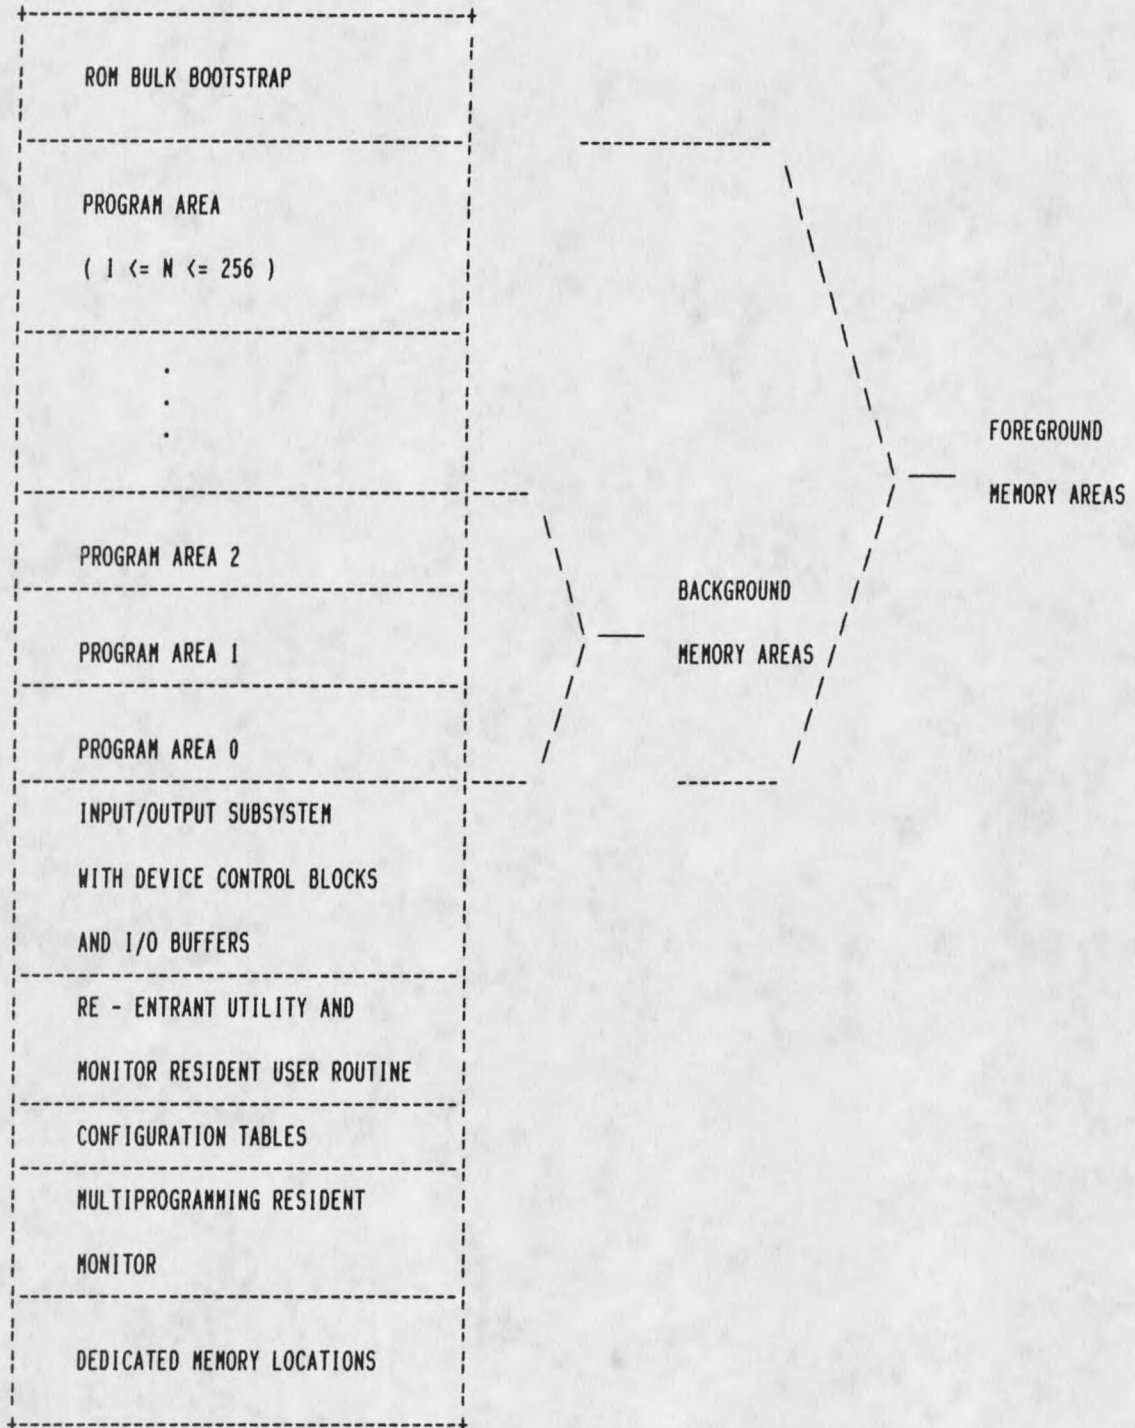 ROM BULK BOOTSTRAP
PROGRAM AREA
( 1 <= N <= 256 )
.
.
.
FOREGROUND
MEMORY AREAS
PROGRAM AREA 2
BACKGROUND
MEMORY AREAS
PROGRAM AREA 1
PROGRAM AREA 0
INPUT/OUTPUT SUBSYSTEM
WITH DEVICE CONTROL BLOCKS
AND I/O BUFFERS
RE - ENTRANT UTILITY AND
MONITOR RESIDENT USER ROUTINE
CONFIGURATION TABLES
MULTIPROGRAMMING RESIDENT
MONITOR
DEDICATED MEMORY LOCATIONS